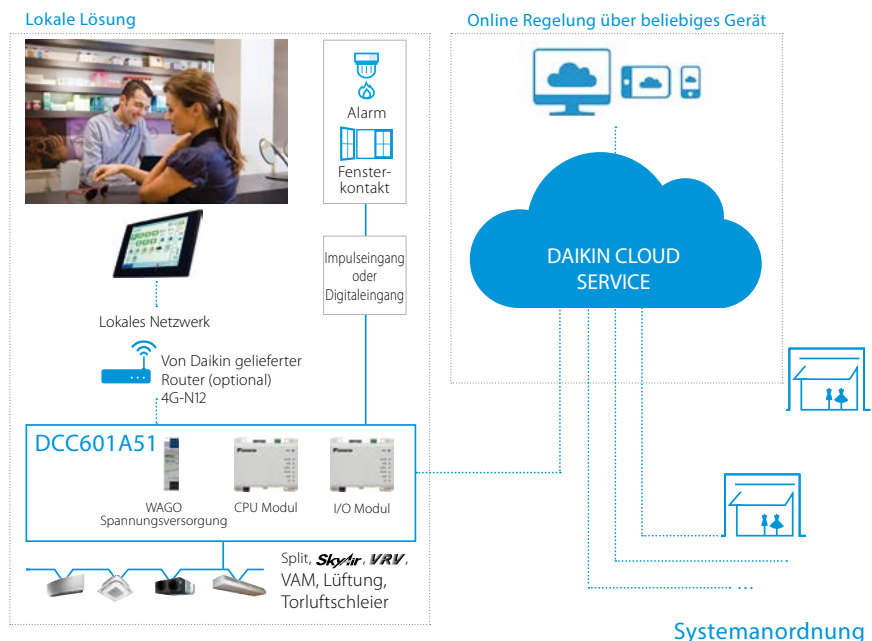 Lokale Lösung
Alarm
Fenster-
kontakt
Impulseingang
oder
Digitaleingang
Lokales Netzwerk
Von Daikin gelieferter
Router (optional)
4G-N12
DCC601A51
WAGO
Spannungsversorgung
CPU Modul
I/O Modul
Split, SkyAir, VRV,
VAM, Lüftung,
Torluftschleier
Online Regelung über beliebiges Gerät
DAIKIN CLOUD
SERVICE
...
Systemanordnung